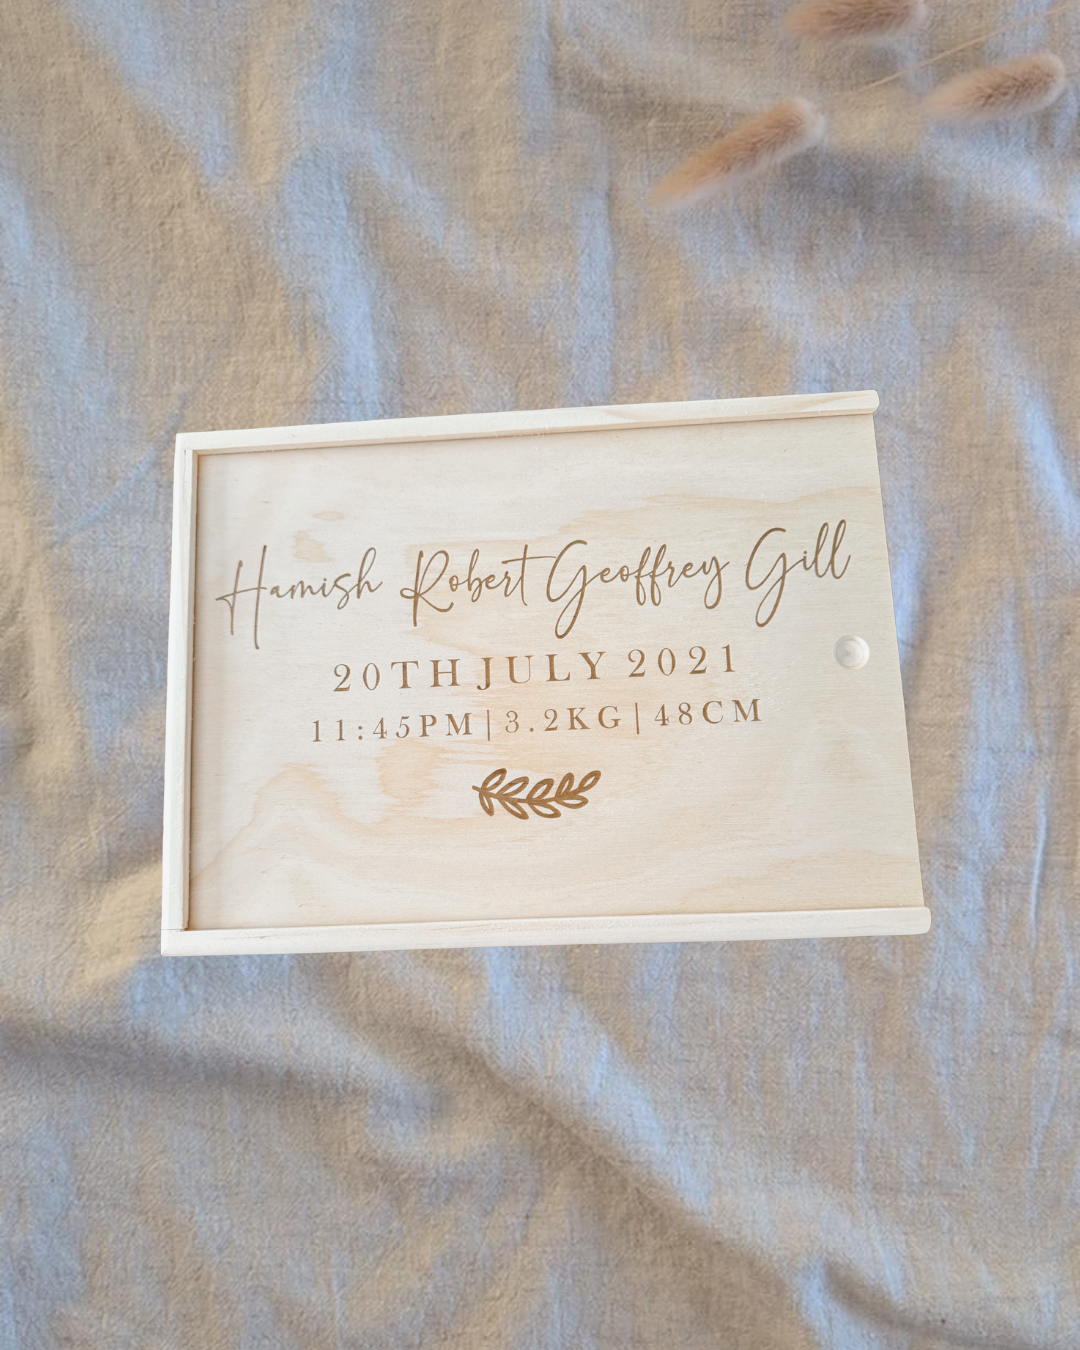 Hamish Robert Geoffrey Gill
20TH JULY 2021
11:45PM|3.2KG|48CM